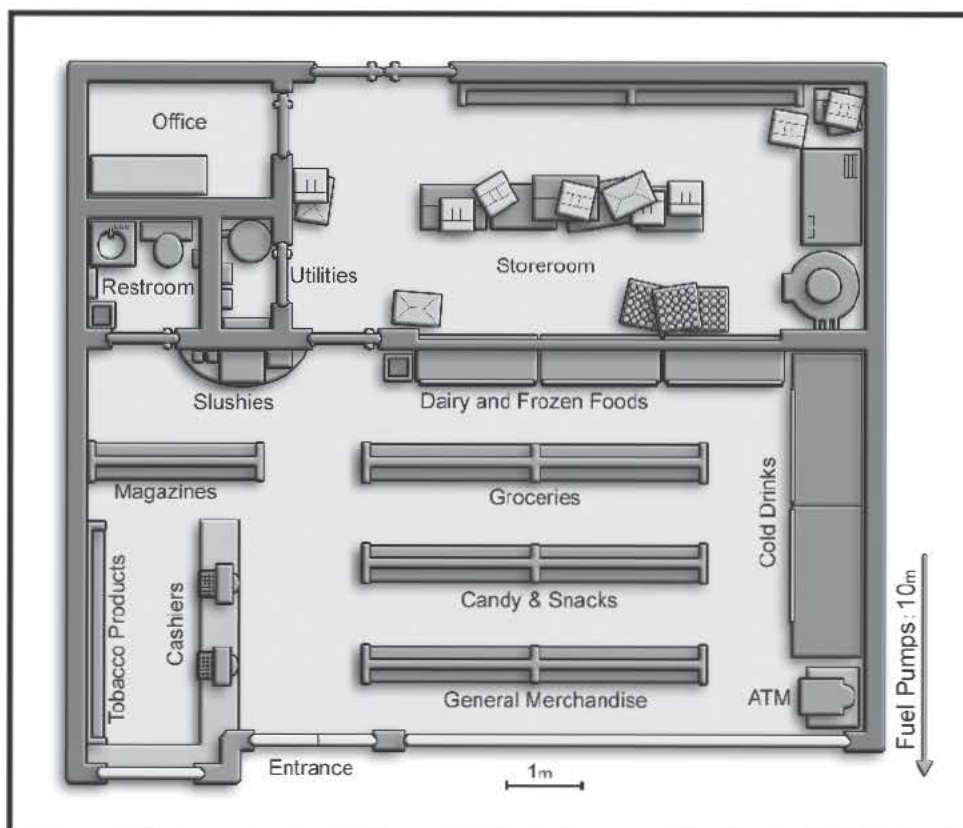 Office
Utilities
Storeroom
Restroom
Slushies
Dairy and Frozen Foods
Magazines
Groceries
Cold Drinks
Tobacco Products
Cashiers
Candy & Snacks
General Merchandise
ATM
Fuel Pumps: 10m
Entrance
1m